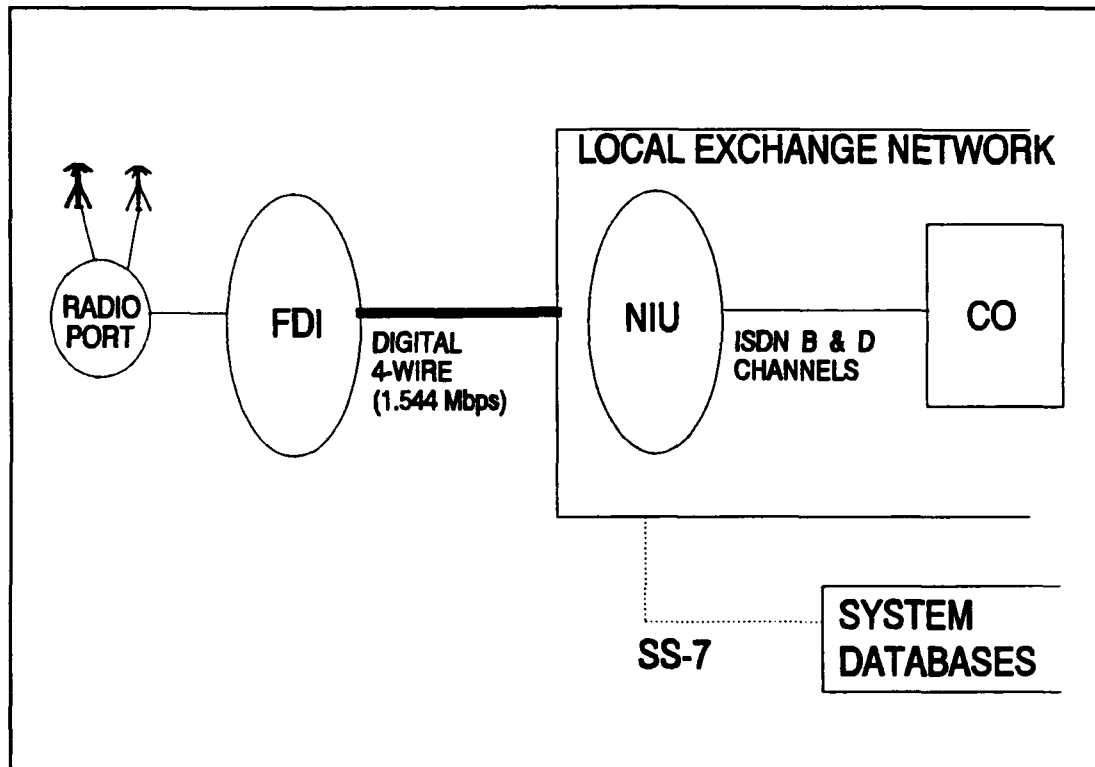 LOCAL EXCHANGE NETWORK
RADIO
PORT
FDI
DIGITAL
4-WIRE
(1.544 Mbps)
NIU
ISDN B & D
CHANNELS
CO
SS-7
SYSTEM
DATABASES